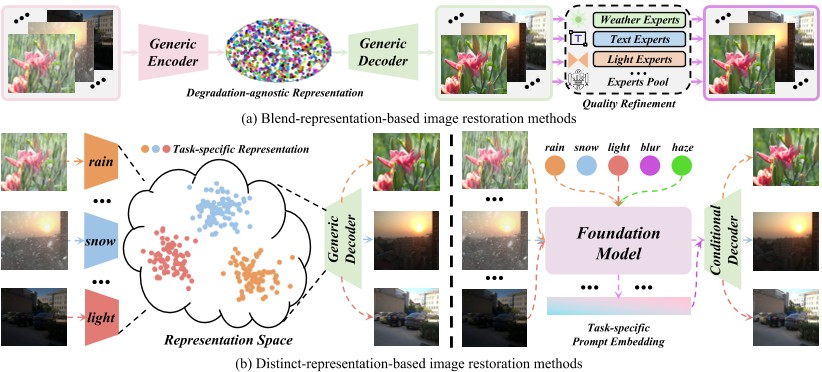 Generic
Encoder
Degradation-agnostic Representation
Generic
Decoder
Weather Experts
T
Text Experts
Light Experts
Experts Pool
Quality Refinement
(a) Blend-representation-based image restoration methods
rain
snow
light
Task-specific Representation
Representation Space
Generic
Decoder
rain snow light blur haze
Foundation
Model
Task-specific
Prompt Embedding
Conditional
Decoder
(b) Distinct-representation-based image restoration methods